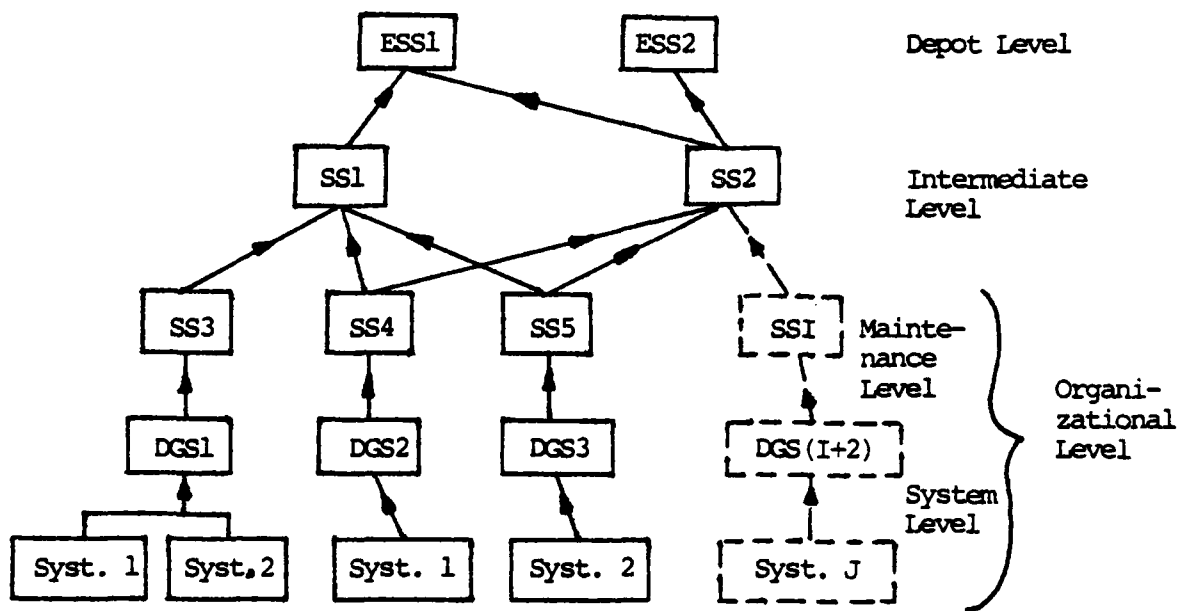 ESS1 ESS2 Depot Level
SS1 SS2 Intermediate
Level
SS3 SS4 SS5 SSI Mainte-
nance
Level
Organi-
zational
Level
DGS1 DGS2 DGS3 DGS(I+2)
System
Level
Syst. 1 Syst.2 Syst. 1 Syst. 2 Syst. J